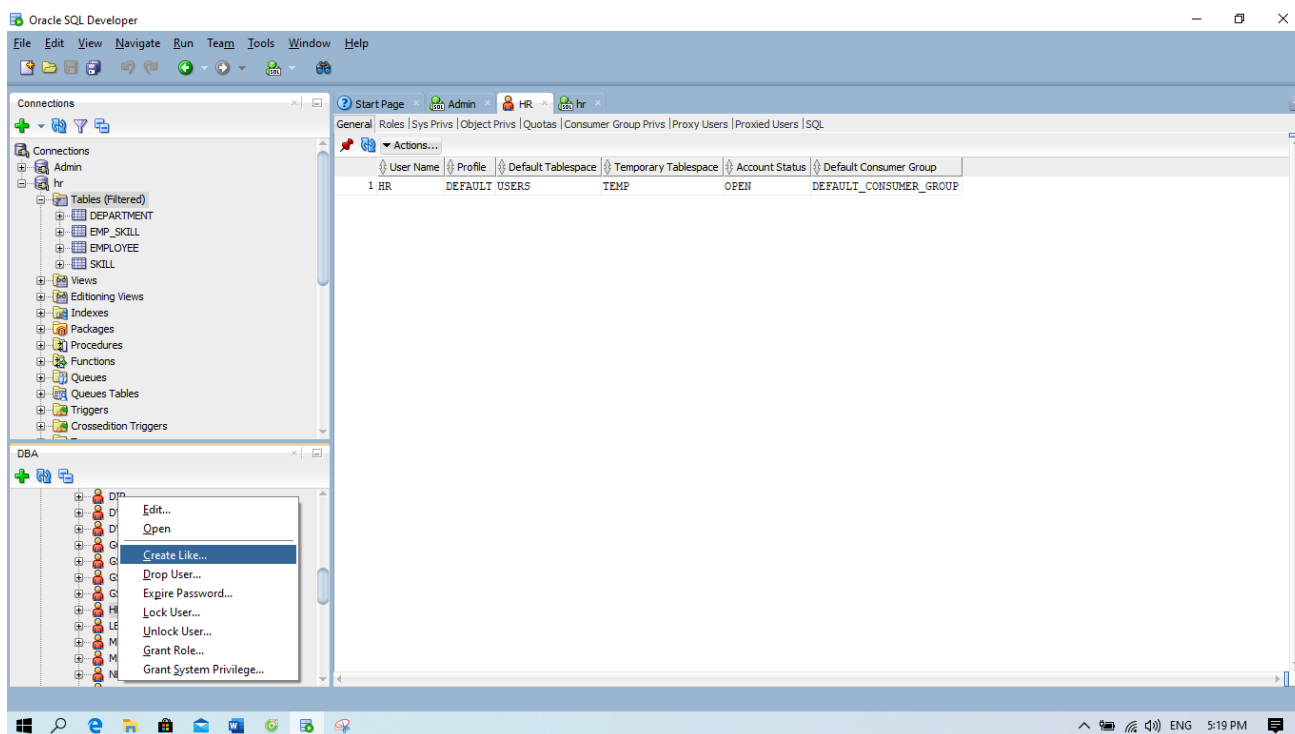 Oracle SQL Developer
File Edit View Navigate Run Team Tools Window Help
Connections
Connections
Admin
hr
Tables (Filtered)
DEPARTMENT
EMP_SKILL
EMPLOYEE
SKILL
Views
Editioning Views
Indexes
Packages
Procedures
Functions
Queues
Queues Tables
Triggers
Crossedition Triggers
DBA
Edit...
Open
Create Like...
Drop User...
Expire Password...
Lock User...
Unlock User...
Grant Role...
Grant System Privilege...
Start Page Admin HR hr
General Roles Sys Privs Object Privs Quotas Consumer Group Privs Proxy Users Proxied Users SQL
Actions...
User Name Profile Default Tablespace Temporary Tablespace Account Status Default Consumer Group
1 HR DEFAULT USERS TEMP OPEN DEFAULT_CONSUMER_GROUP
ENG 5:19 PM